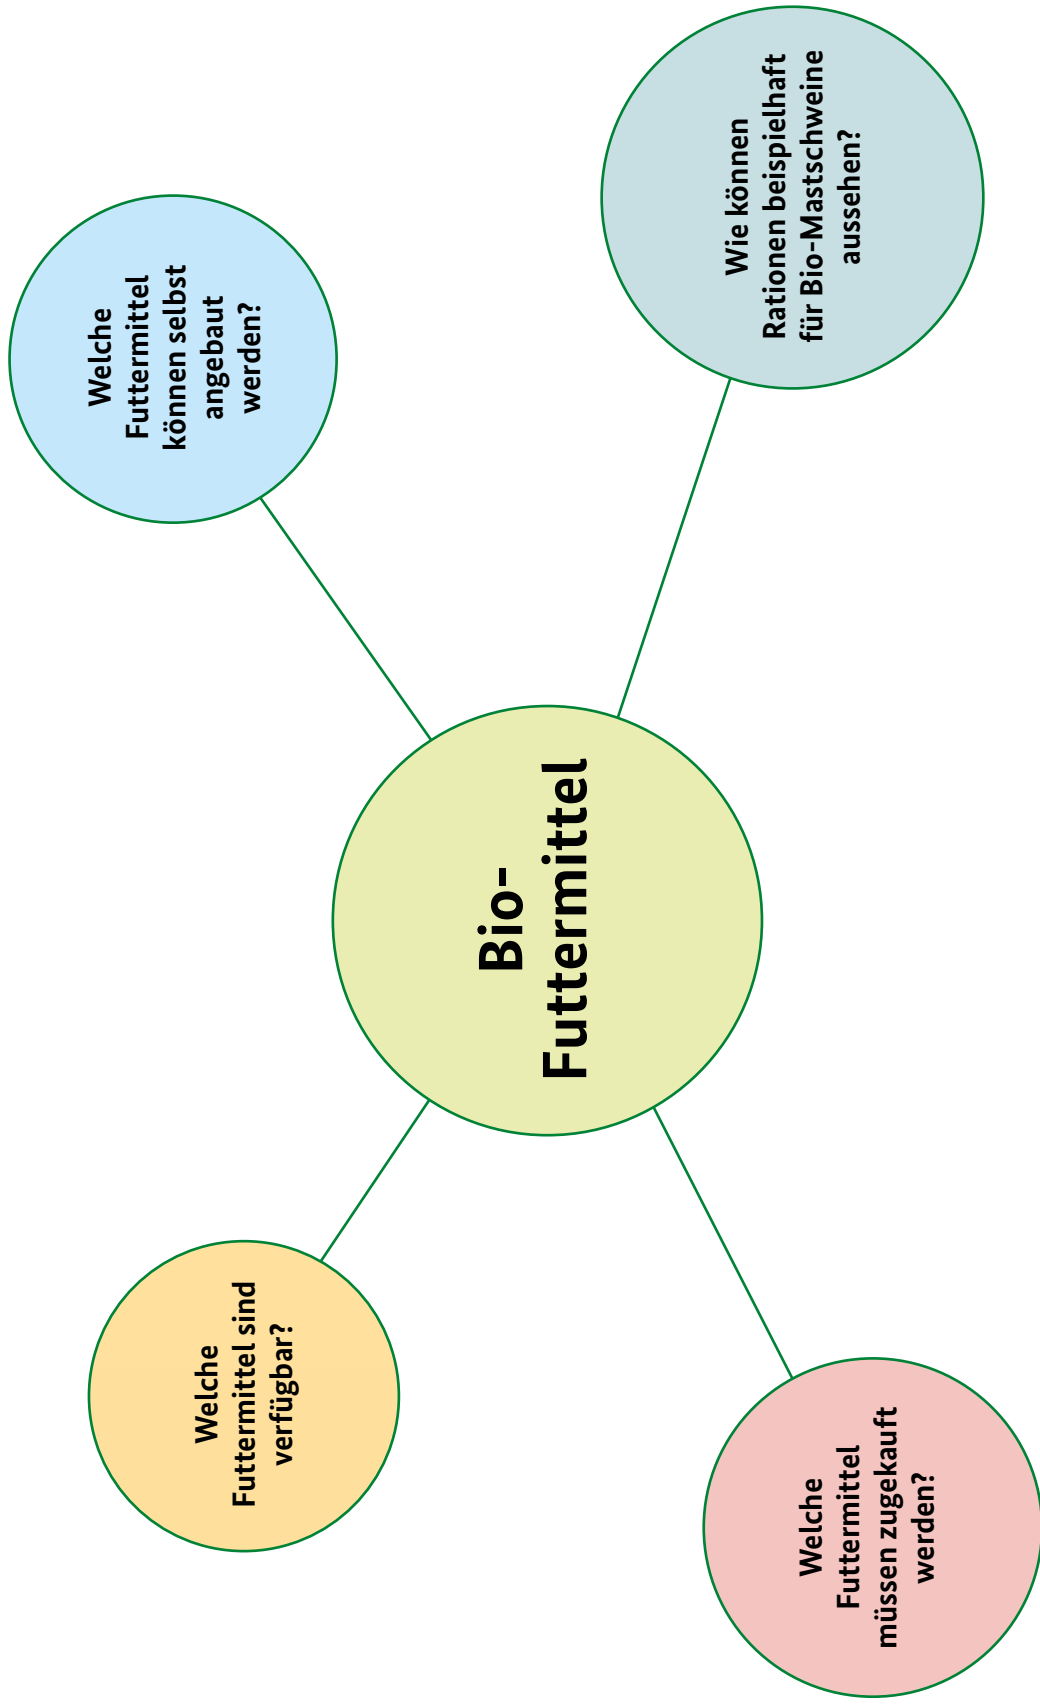 Bio-
Futtermittel
Welche
Futtermittel sind
verfügbar?
Welche
Futtermittel
können selbst
angebaut
werden?
Welche
Futtermittel
müssen zugekauft
werden?
Wie können
Rationen beispielhaft
für Bio-Mastschweine
aussehen?